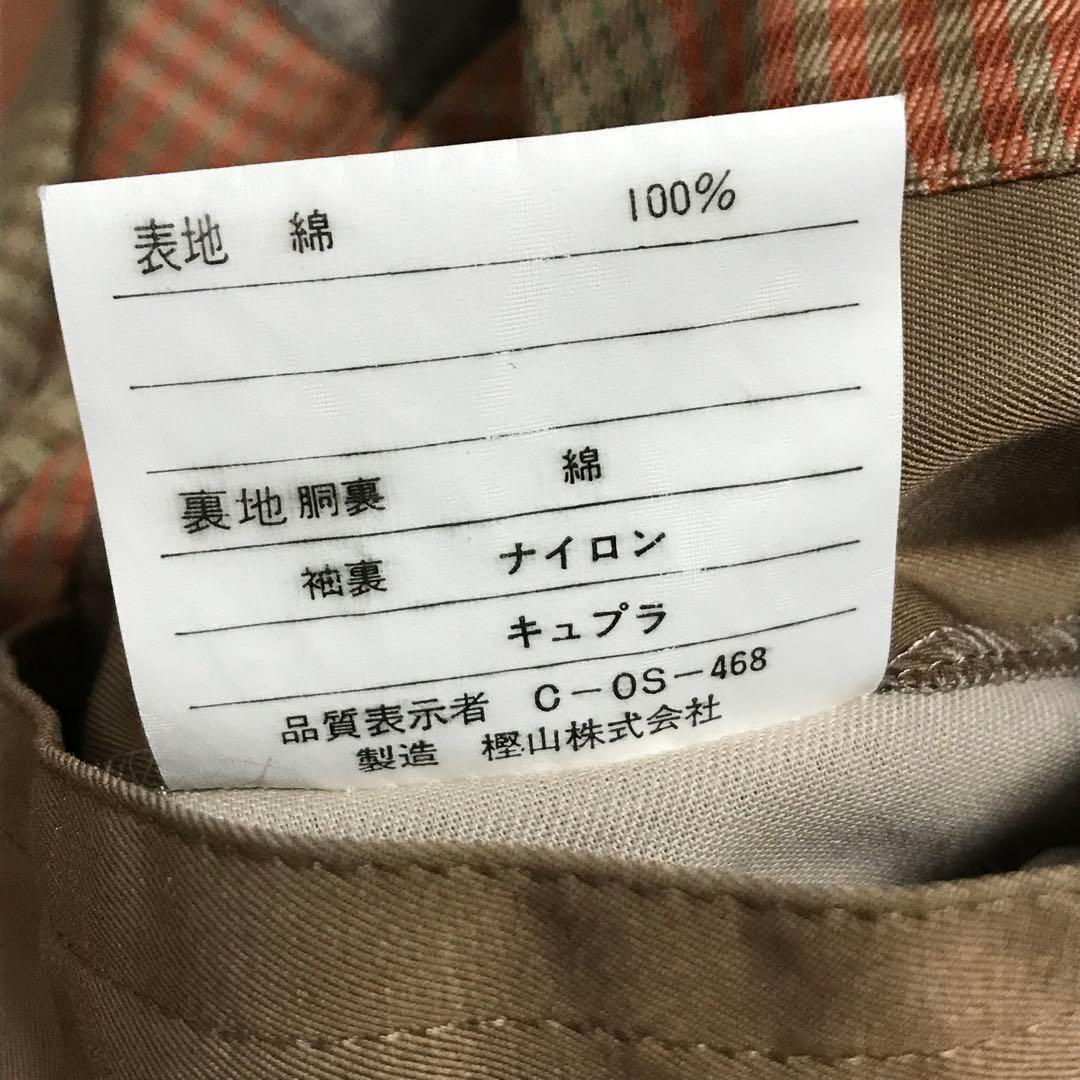 表地 綿 100%
裏地胴裏 綿
袖裏 ナイロン
キュプラ
品質表示者 C-OS-468
製造 樫山株式会社